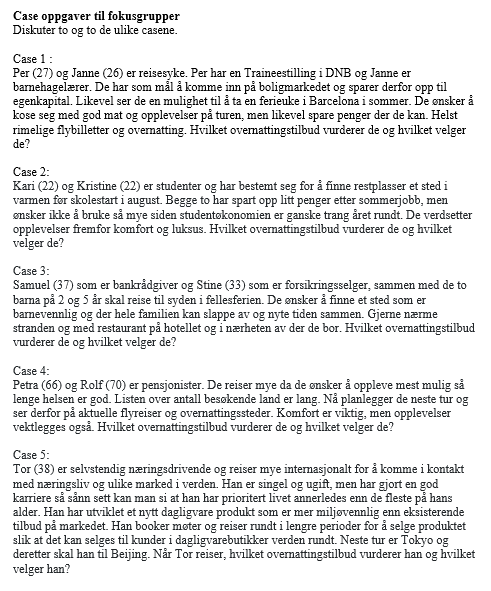 Case oppgaver til fokusgrupper
Diskuter to og to de ulike casene.
Case 1 :
Per (27) og Janne (26) er reisesyke. Per har en Traineestilling i DNB og Janne er
barnehagelærer. De har som mål å komme inn på boligmarkedet og sparer derfor opp til
egenkapital. Likevel ser de en mulighet til å ta en ferieuke i Barcelona i sommer. De ønsker å
kose seg med god mat og opplevelser på turen, men likevel spare penger der de kan. Helst
rimelige flybilletter og overnatting. Hvilket overnattingstilbud vurderer de og hvilket velger
de?
Case 2:
Kari (22) og Kristine (22) er studenter og har bestemt seg for å finne restplasser et sted i
varmen før skolestart i august. Begge to har spart opp litt penger etter sommerjobb, men
ønsker ikke å bruke så mye siden studentøkonomien er ganske trang året rundt. De verdsetter
opplevelser fremfor komfort og luksus. Hvilket overnattingstilbud vurderer de og hvilket
velger de?
Case 3:
Samuel (37) som er bankrådgiver og Stine (33) som er forsikringsselger, sammen med de to
barna på 2 og 5 år skal reise til syden i fellesferien. De ønsker å finne et sted som er
barnevennlig og der hele familien kan slappe av og nyte tiden sammen. Gjerne nærme
stranden og med restaurant på hotellet og i nærheten av der de bor. Hvilket overnattingstilbud
vurderer de og hvilket velger de?
Case 4:
Petra (66) og Rolf (70) er pensjonister. De reiser mye da de ønsker å oppleve mest mulig så
lenge helsen er god. Listen over antall besøkende land er lang. Nå planlegger de neste tur og
ser derfor på aktuelle flyreiser og overnattingssteder. Komfort er viktig, men opplevelser
vektlegges også. Hvilket overnattingstilbud vurderer de og hvilket velger de?
Case 5:
Tor (38) er selvstendig næringsdrivende og reiser mye internasjonalt for å komme i kontakt
med næringsliv og ulike marked i verden. Han er singel og ugift, men har gjort en god
karriere så sånn sett kan man si at han har prioritert livet annerledes enn de fleste på hans
alder. Han har utviklet et nytt dagligvare produkt som er mer miljøvennlig enn eksisterende
tilbud på markedet. Han booker møter og reiser rundt i lengre perioder for å selge produktet
slik at det kan selges til kunder i dagligvarebutikker verden rundt. Neste tur er Tokyo og
deretter skal han til Beijing. Når Tor reiser, hvilket overnattingstilbud vurderer han og hvilket
velger han?